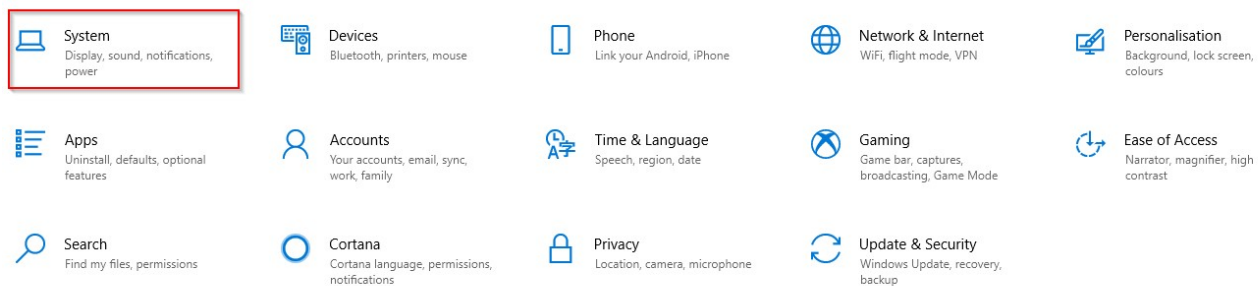 System
Display, sound, notifications,
power
Devices
Bluetooth, printers, mouse
Phone
Link your Android, iPhone
Network & Internet
WiFi, flight mode, VPN
Personalisation
Background, lock screen,
colours
Apps
Uninstall, defaults, optional
features
Accounts
Your accounts, email, sync,
work, family
Time & Language
Speech, region, date
Gaming
Game bar, captures,
broadcasting, Game Mode
Ease of Access
Narrator, magnifier, high
contrast
Search
Find my files, permissions
Cortana
Cortana language, permissions,
notifications
Privacy
Location, camera, microphone
Update & Security
Windows Update, recovery,
backup